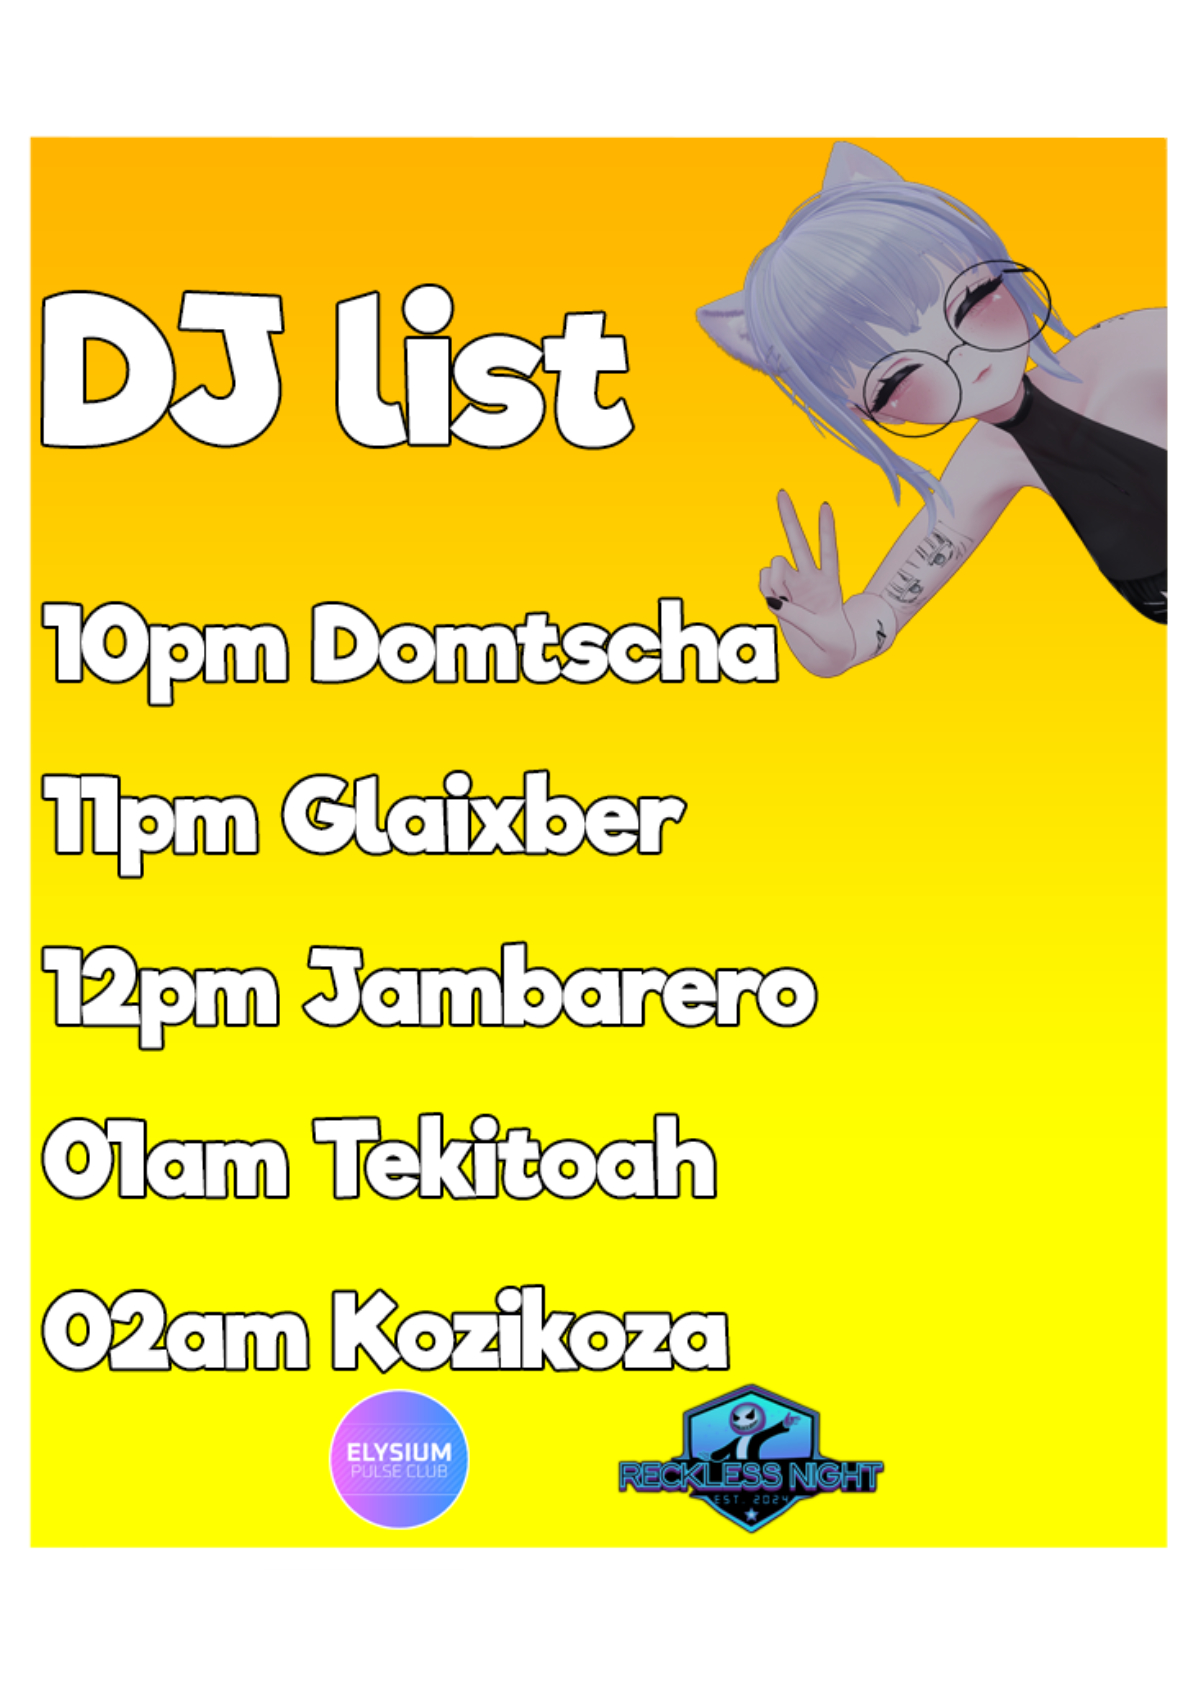 DJ list
10pm Domtscha
11pm Glaixber
12pm Jambarero
01am Tekitoah
02am Kozikoza
ELYSIUM
PULSE CLUB
RECKLESS NIGHT
EST. 2024